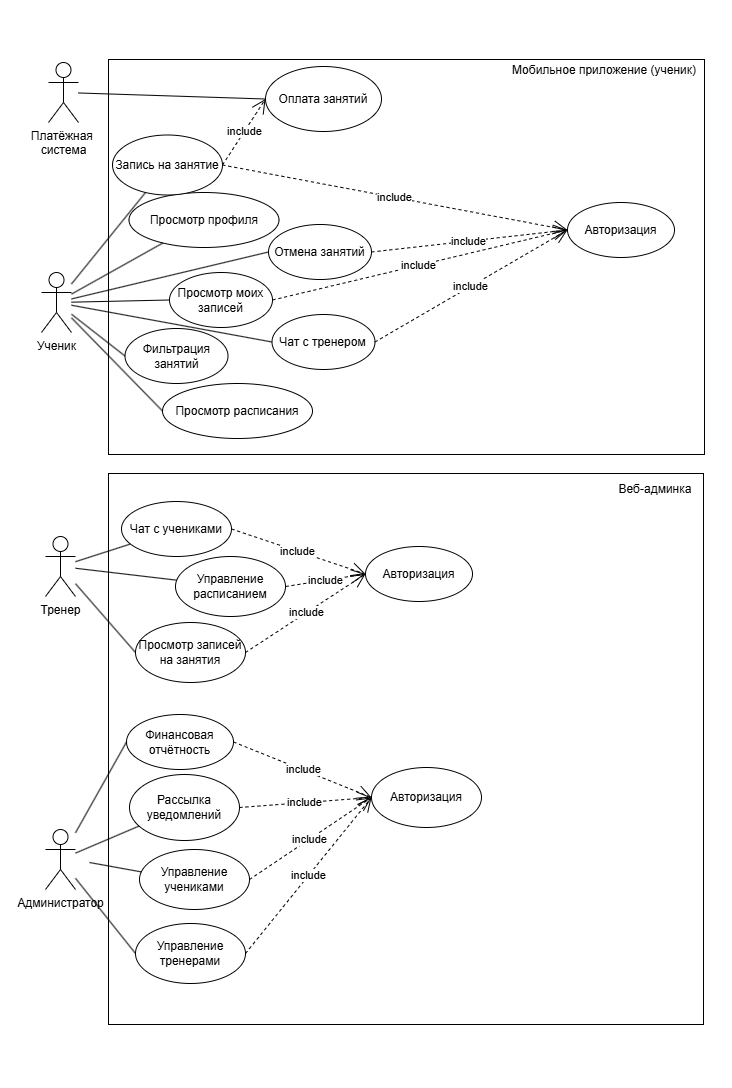 Мобильное приложение (ученик)
Оплата занятий
Платёжная
система
include
Запись на занятие
include
Просмотр профиля
Авторизация
include
Отмена занятий
include
Просмотр моих
записей
include
Ученик
Чат с тренером
Фильтрация
занятий
Просмотр расписания
Веб-админка
Чат с учениками
include
Авторизация
Управление
расписанием
include
Тренер
include
Просмотр записей
на занятия
Финансовая
отчётность
include
Рассылка
уведомлений
include
Авторизация
include
Управление
учениками
include
Администратор
Управление
тренерами